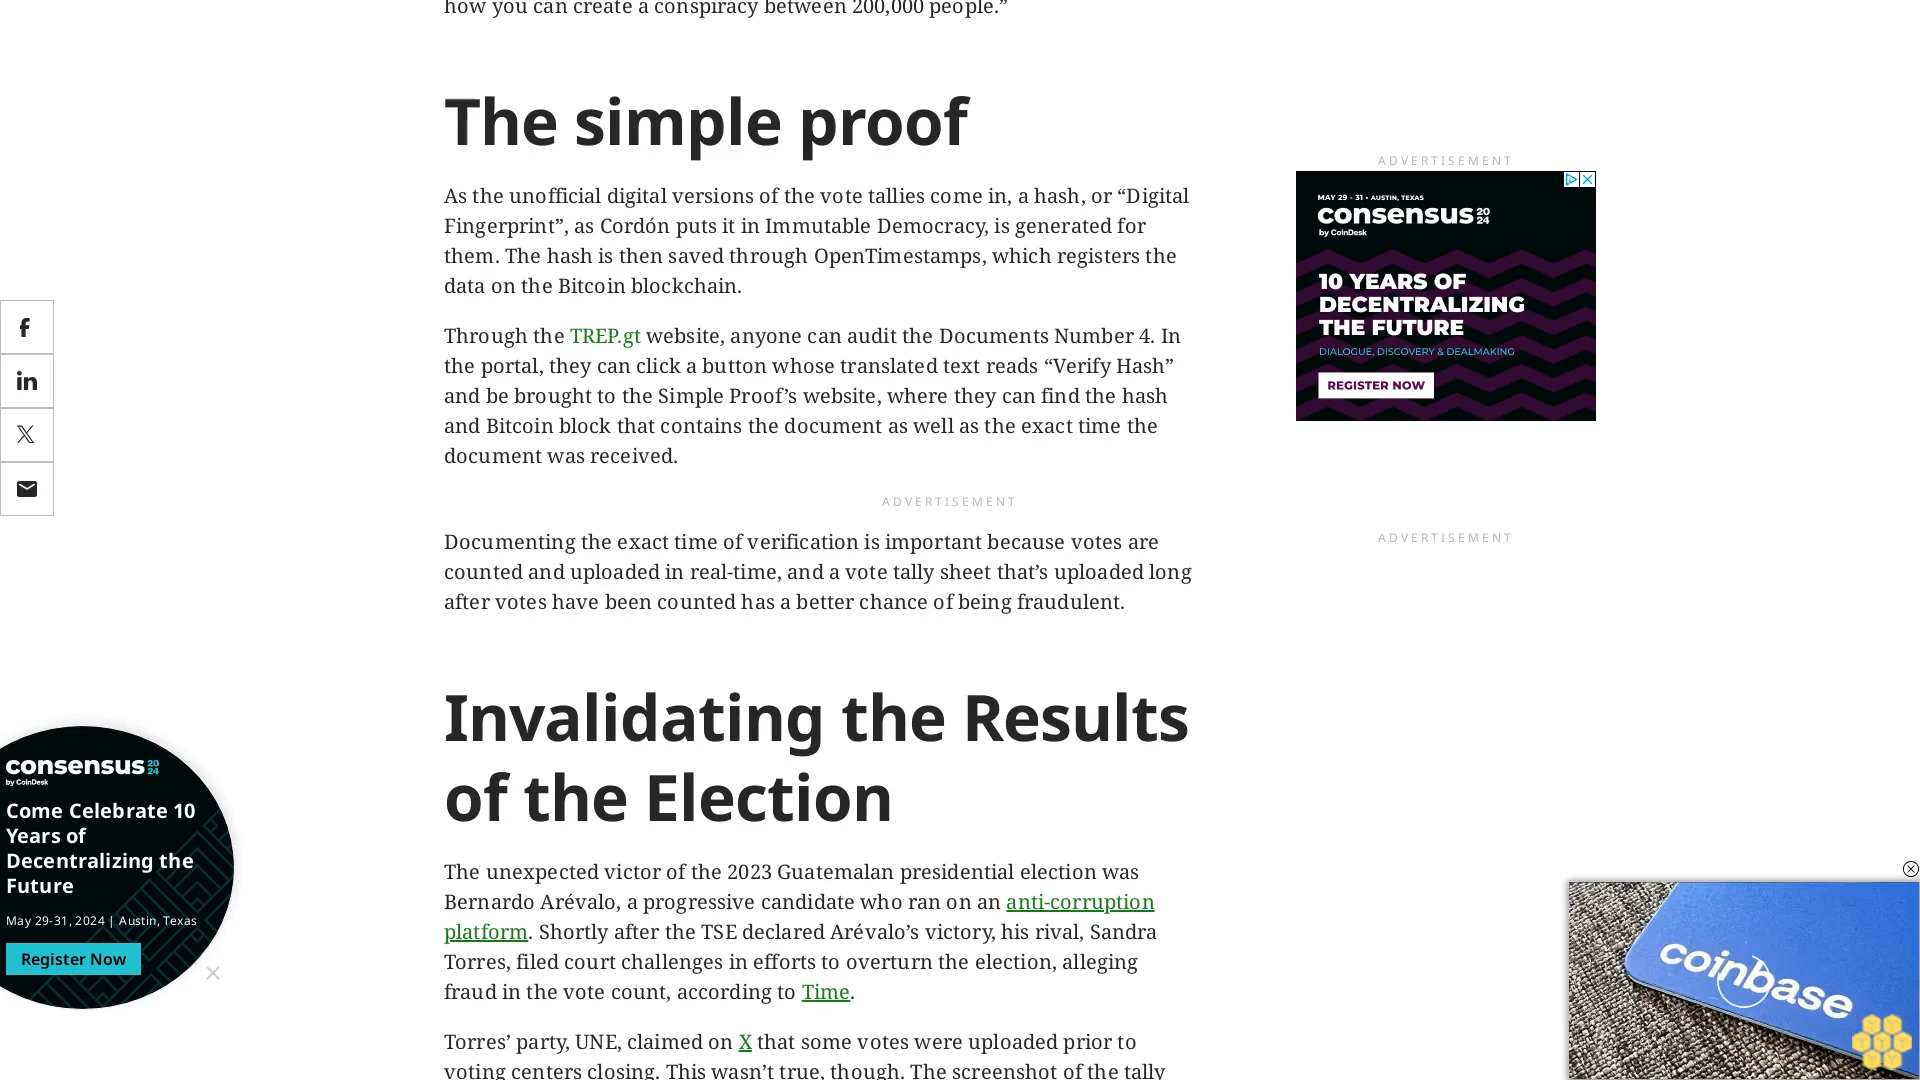 how you can create a conspiracy between 200,000 people.”
The simple proof
As the unofficial digital versions of the vote tallies come in, a hash, or “Digital
Fingerprint”, as Cordón puts it in Immutable Democracy, is generated for
them. The hash is then saved through OpenTimestamps, which registers the
data on the Bitcoin blockchain.
Through the TREP.gt website, anyone can audit the Documents Number 4. In
the portal, they can click a button whose translated text reads “Verify Hash”
and be brought to the Simple Proof’s website, where they can find the hash
and Bitcoin block that contains the document as well as the exact time the
document was received.
ADVERTISEMENT
Documenting the exact time of verification is important because votes are
counted and uploaded in real-time, and a vote tally sheet that’s uploaded long
after votes have been counted has a better chance of being fraudulent.
Invalidating the Results
of the Election
The unexpected victor of the 2023 Guatemalan presidential election was
Bernardo Arévalo, a progressive candidate who ran on an anti-corruption
platform. Shortly after the TSE declared Arévalo’s victory, his rival, Sandra
Torres, filed court challenges in efforts to overturn the election, alleging
fraud in the vote count, according to Time.
Torres’ party, UNE, claimed on X that some votes were uploaded prior to
voting centers closing. This wasn’t true, though. The screenshot of the tally
ADVERTISEMENT
MAY 29 - 31 • AUSTIN, TEXAS
consensus 2024
by CoinDesk
10 YEARS OF
DECENTRALIZING
THE FUTURE
DIALOGUE, DISCOVERY & DEALMAKING
REGISTER NOW
ADVERTISEMENT
consensus 2024
by CoinDesk
Come Celebrate 10
Years of
Decentralizing the
Future
May 29-31, 2024 | Austin, Texas
Register Now
coinbase